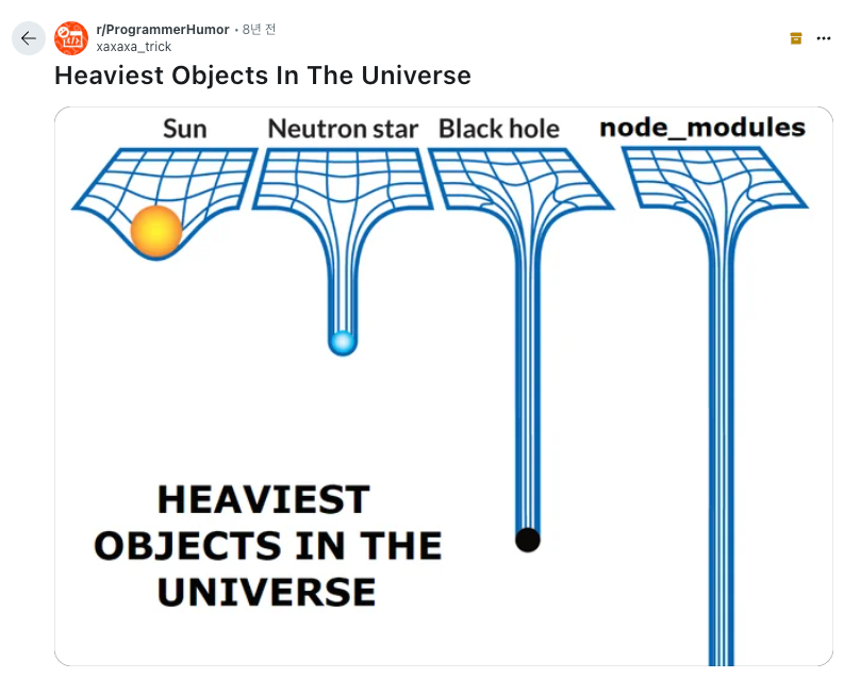 r/ProgrammerHumor • 8년 전
xaxaxa_trick
Heaviest Objects In The Universe
Sun Neutron star Black hole node_modules
HEAVIEST
OBJECTS IN THE
UNIVERSE